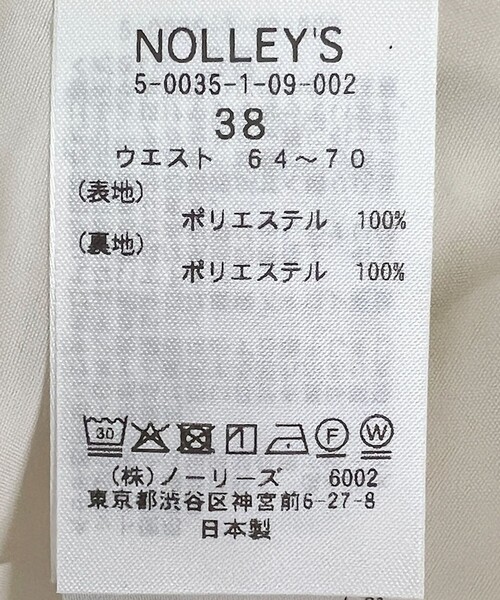 NOLLEY'S
5-0035-1-09-002
38
ウエスト 64～70
(表地)
ポリエステル 100%
(裏地)
ポリエステル 100%
30 F W
(株)ノーリーズ 6002
東京都渋谷区神宮前6-27-8
日本製